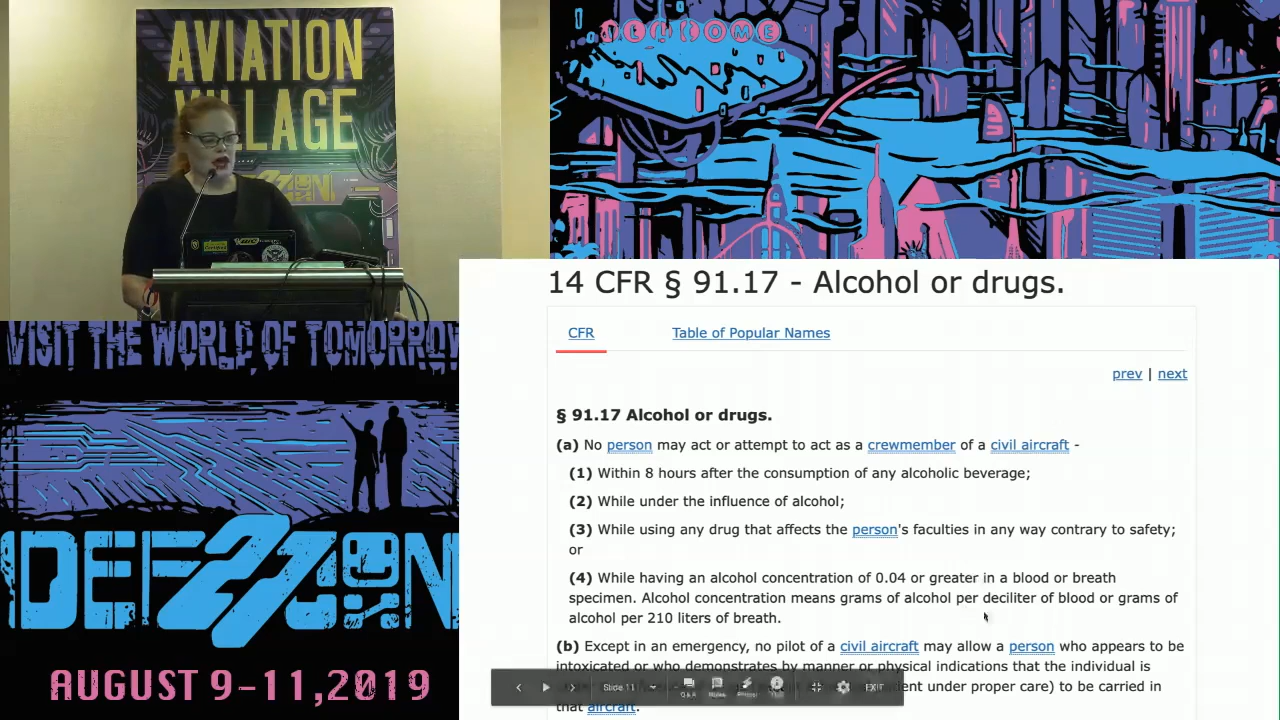 AVIATION
VILLAGE
WELCOME
14 CFR § 91.17 - Alcohol or drugs.
CFR
Table of Popular Names
prev | next
§ 91.17 Alcohol or drugs.
(a) No person may act or attempt to act as a crewmember of a civil aircraft -
(1) Within 8 hours after the consumption of any alcoholic beverage;
(2) While under the influence of alcohol;
(3) While using any drug that affects the person's faculties in any way contrary to safety;
or
(4) While having an alcohol concentration of 0.04 or greater in a blood or breath
specimen. Alcohol concentration means grams of alcohol per deciliter of blood or grams of
alcohol per 210 liters of breath.
(b) Except in an emergency, no pilot of a civil aircraft may allow a person who appears to be
intoxicated or who demonstrates by manner or physical indications that the individual is
ent under proper care) to be carried in
that aircraft.
Slide 11
Q&A
Notes
EXIT
VISIT THE WORLD OF TOMORROW
DEFCON
27
AUGUST 9-11,2019